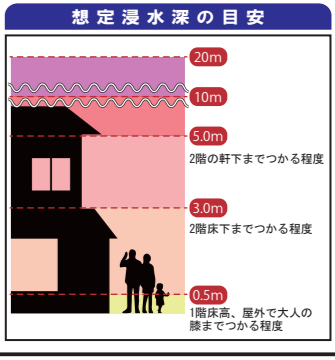 想定浸水深の目安
20m
10m
5.0m
2階の軒下までつかる程度
3.0m
2階床下までつかる程度
0.5m
1階床高、屋外で大人の
膝までつかる程度